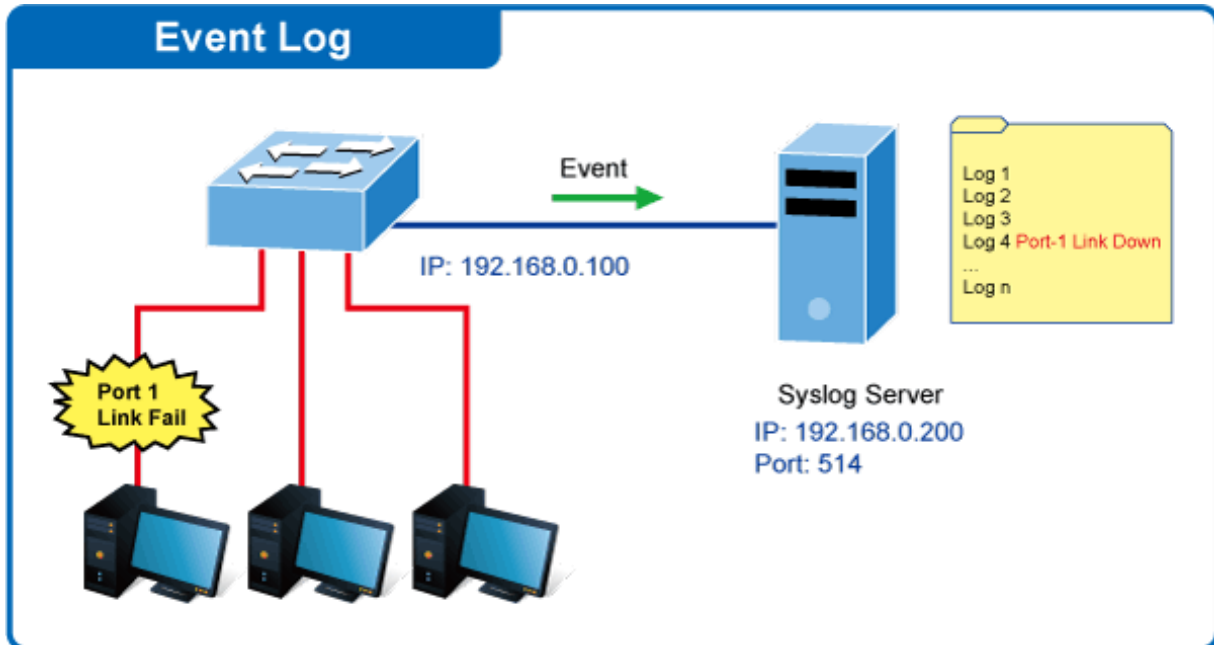 Event Log
Event
IP: 192.168.0.100
Port 1
Link Fail
Log 1
Log 2
Log 3
Log 4 Port-1 Link Down
...
Log n
Syslog Server
IP: 192.168.0.200
Port: 514